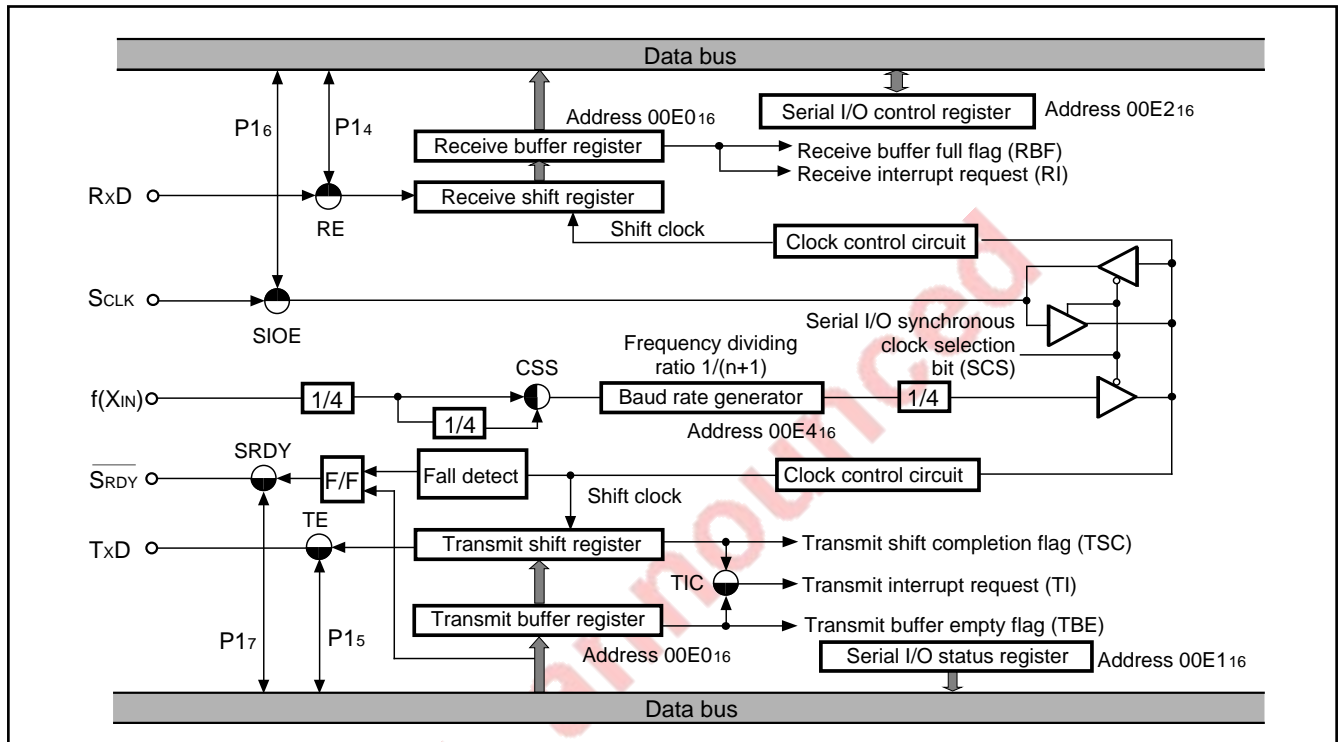 Data bus
P16
P14
Address 00E016
Serial I/O control register
Address 00E216
Receive buffer register
Receive buffer full flag (RBF)
Receive interrupt request (RI)
RxD
RE
Receive shift register
Shift clock
Clock control circuit
SCLK
SIOE
Serial I/O synchronous
clock selection
bit (SCS)
Frequency dividing
ratio 1/(n+1)
CSS
f(XIN)
1/4
1/4
Baud rate generator
1/4
Address 00E416
SRDY
SRDY
F/F
Fall detect
Clock control circuit
Shift clock
TE
TxD
Transmit shift register
Transmit shift completion flag (TSC)
TIC
Transmit interrupt request (TI)
Transmit buffer register
Transmit buffer empty flag (TBE)
P17
P15
Address 00E016
Serial I/O status register
Address 00E116
Data bus
announced